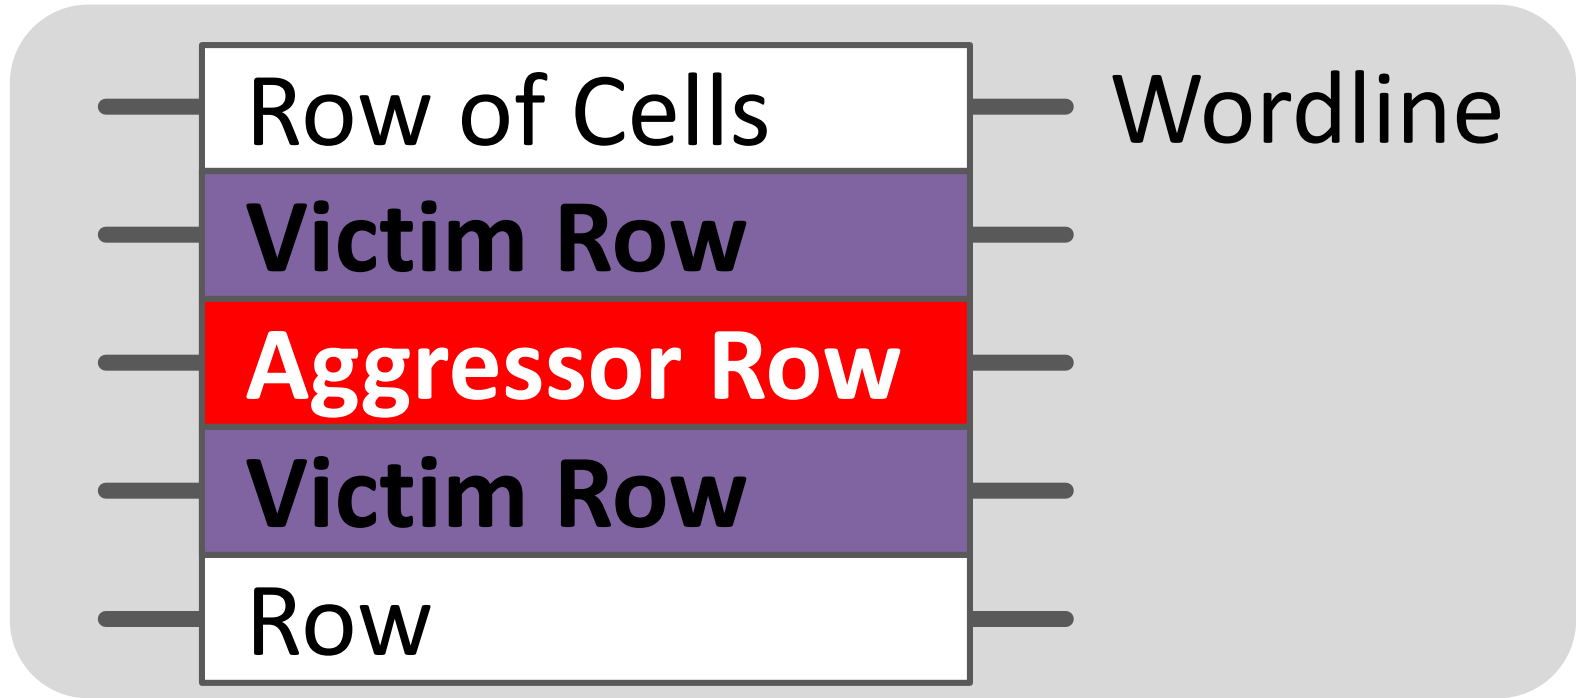 Row of Cells Wordline
Victim Row
Aggressor Row
Victim Row
Row